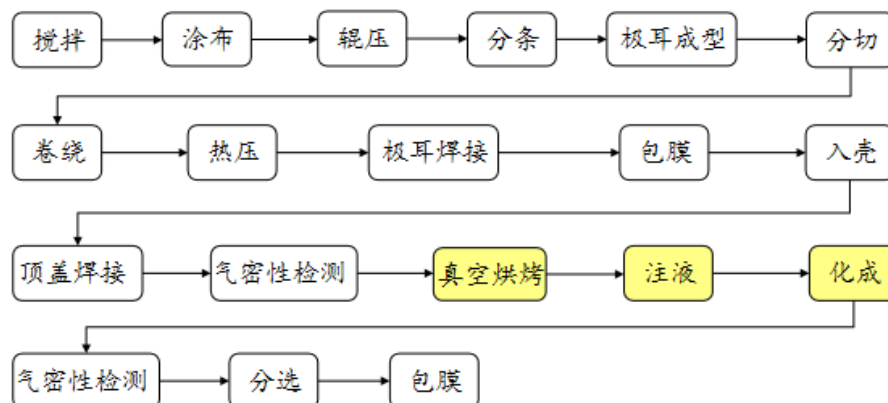 搅拌 涂布 辊压 分条 极耳成型 分切
卷绕 热压 极耳焊接 包膜 入壳
顶盖焊接 气密性检测 真空烘烤 注液 化成
气密性检测 分选 包膜